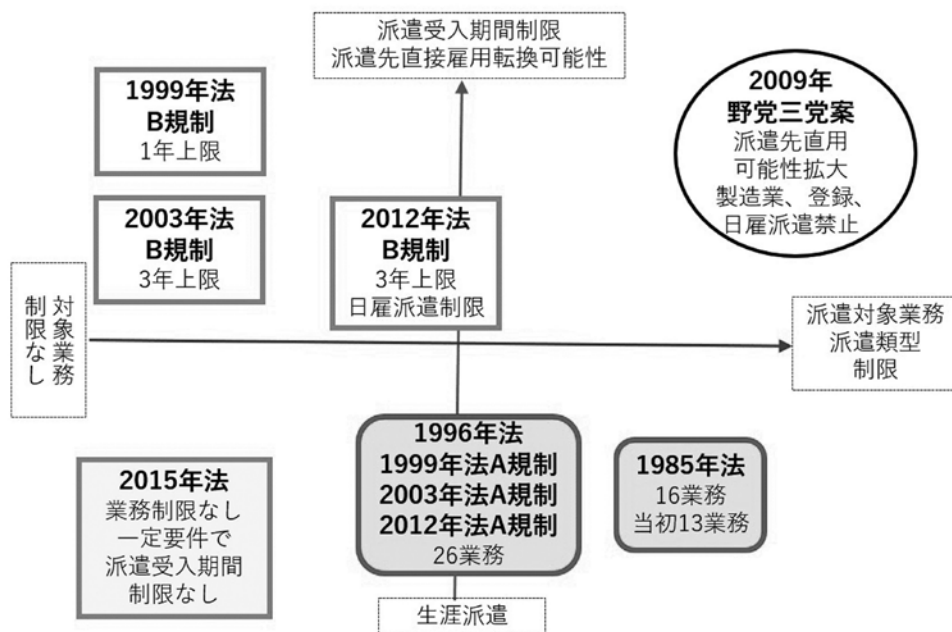 派遣受入期間制限
派遣先直接雇用転換可能性
1999年法
B規制
1年上限
2009年
野党三党案
派遣先直用
可能性拡大
製造業、登録、
日雇派遣禁止
2003年法
B規制
3年上限
2012年法
B規制
3年上限
日雇派遣制限
対象業務
制限なし
派遣対象業務
派遣類型
制限
1996年法
1999年法A規制
2003年法A規制
2012年法A規制
26業務
1985年法
16業務
当初13業務
2015年法
業務制限なし
一定要件で
派遣受入期間
制限なし
生涯派遣